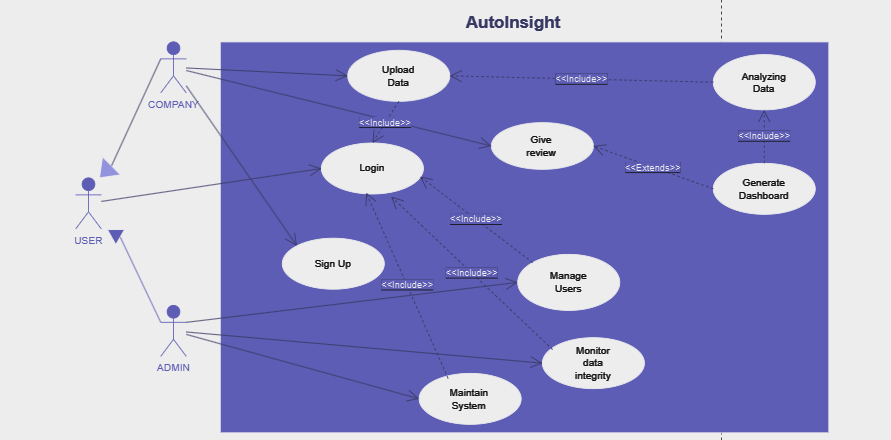 AutoInsight
COMPANY
USER
ADMIN
Upload
Data
<<Include>>
Analyzing
Data
<<Include>>
Give
review
<<Include>>
Login
<<Extends>>
Generate
Dashboard
<<Include>>
Sign Up
<<Include>>
<<Include>>
Manage
Users
Monitor
data
integrity
Maintain
System